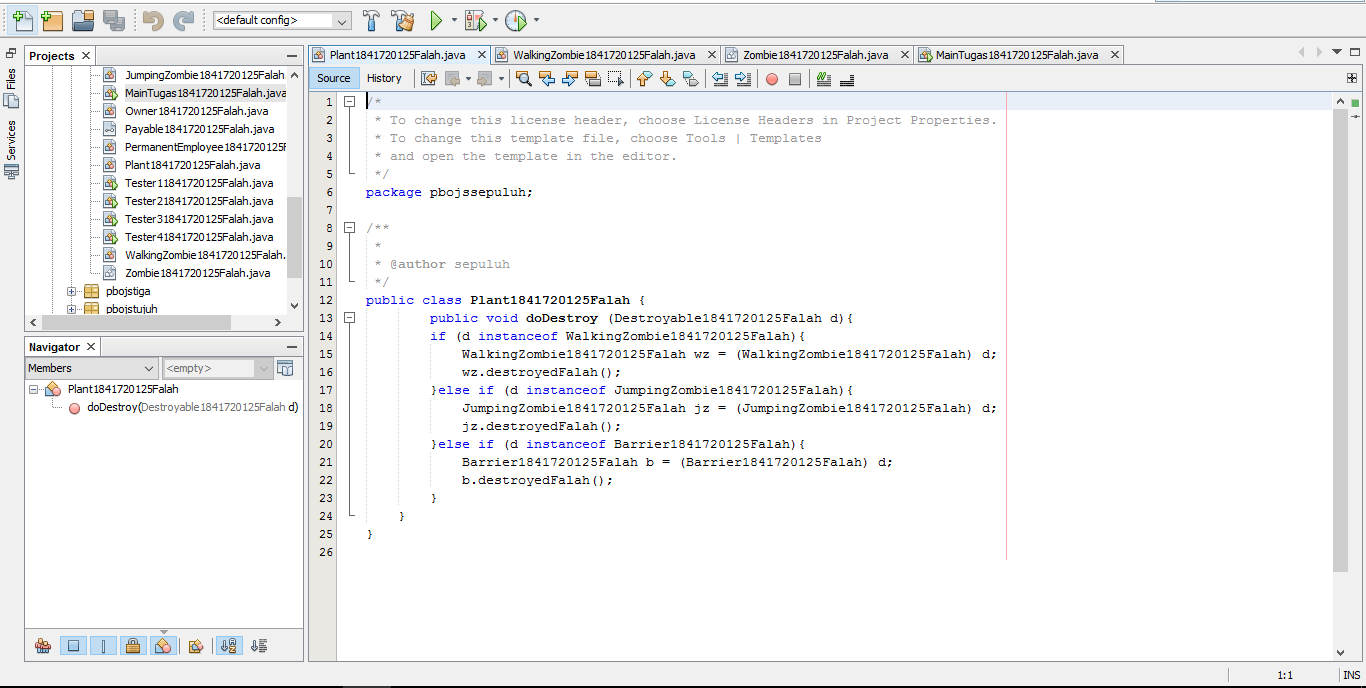 <default config>
Projects
Files
Services
JumpingZombie1841720125Falah
MainTugas1841720125Falah.java
Owner1841720125Falah.java
Payable1841720125Falah.java
PermanentEmployee1841720125F
Plant1841720125Falah.java
Tester11841720125Falah.java
Tester21841720125Falah.java
Tester31841720125Falah.java
Tester41841720125Falah.java
WalkingZombie1841720125Falah.
Zombie1841720125Falah.java
pbojstiga
pbojstujuh
Navigator
Members
<empty>
Plant1841720125Falah
doDestroy(Destroyable1841720125Falah d)
Plant1841720125Falah.java
WalkingZombie1841720125Falah.java
Zombie1841720125Falah.java
MainTugas1841720125Falah.java
Source History
1 /*
2 * To change this license header, choose License Headers in Project Properties.
3 * To change this template file, choose Tools | Templates
4 * and open the template in the editor.
5 */
6 package pbojssepuluh;
7
8 /**
9 *
10 * @author sepuluh
11 */
12 public class Plant1841720125Falah {
13 public void doDestroy (Destroyable1841720125Falah d){
14 if (d instanceof WalkingZombie1841720125Falah){
15 WalkingZombie1841720125Falah wz = (WalkingZombie1841720125Falah) d;
16 wz.destroyedFalah();
17 }else if (d instanceof JumpingZombie1841720125Falah){
18 JumpingZombie1841720125Falah jz = (JumpingZombie1841720125Falah) d;
19 jz.destroyedFalah();
20 }else if (d instanceof Barrier1841720125Falah){
21 Barrier1841720125Falah b = (Barrier1841720125Falah) d;
22 b.destroyedFalah();
23 }
24 }
25 }
26
1:1 INS